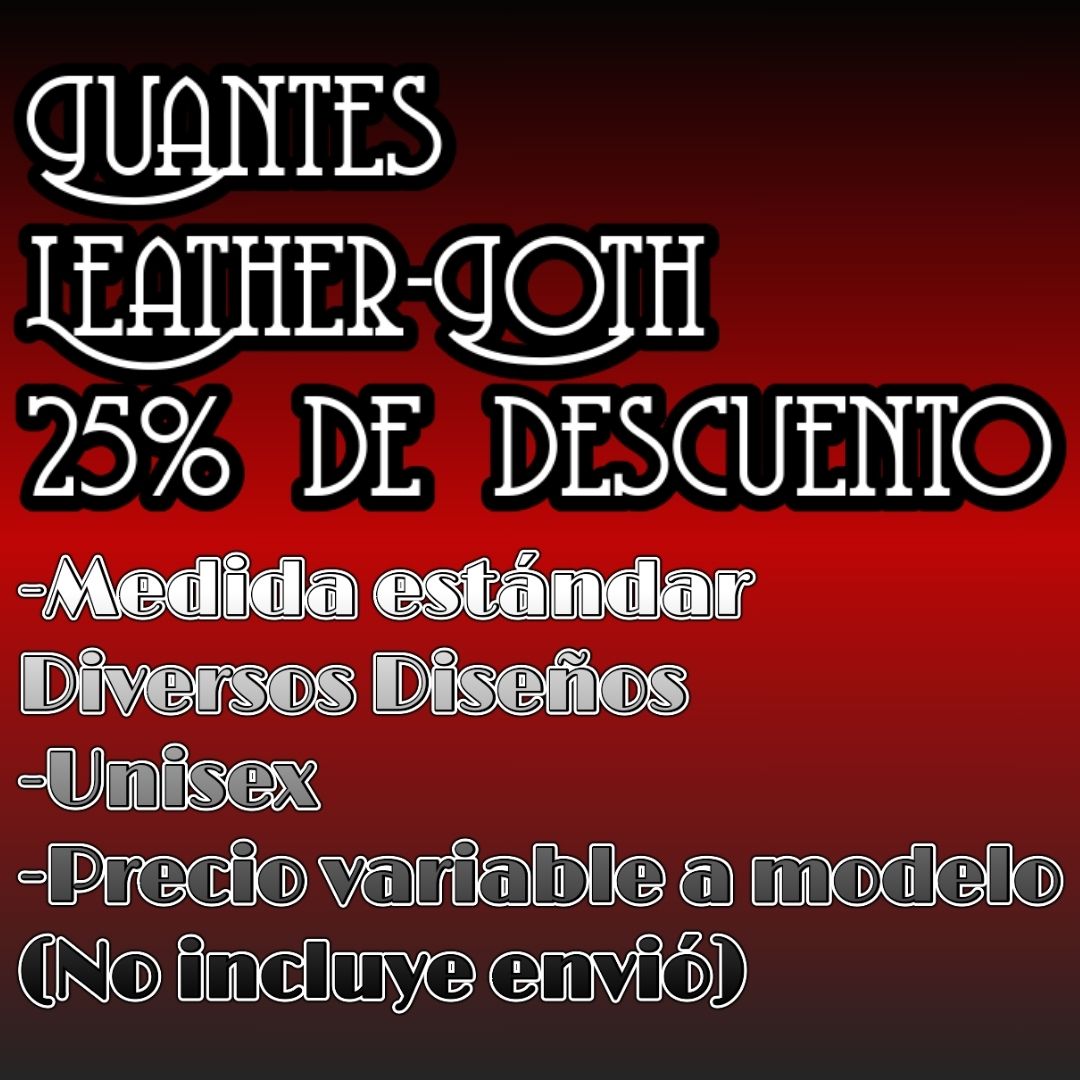 Guantes
Leather-Goth
25% de descuento
-Medida estándar
Diversos Diseños
-Unisex
-Precio variable a modelo
(No incluye envió)